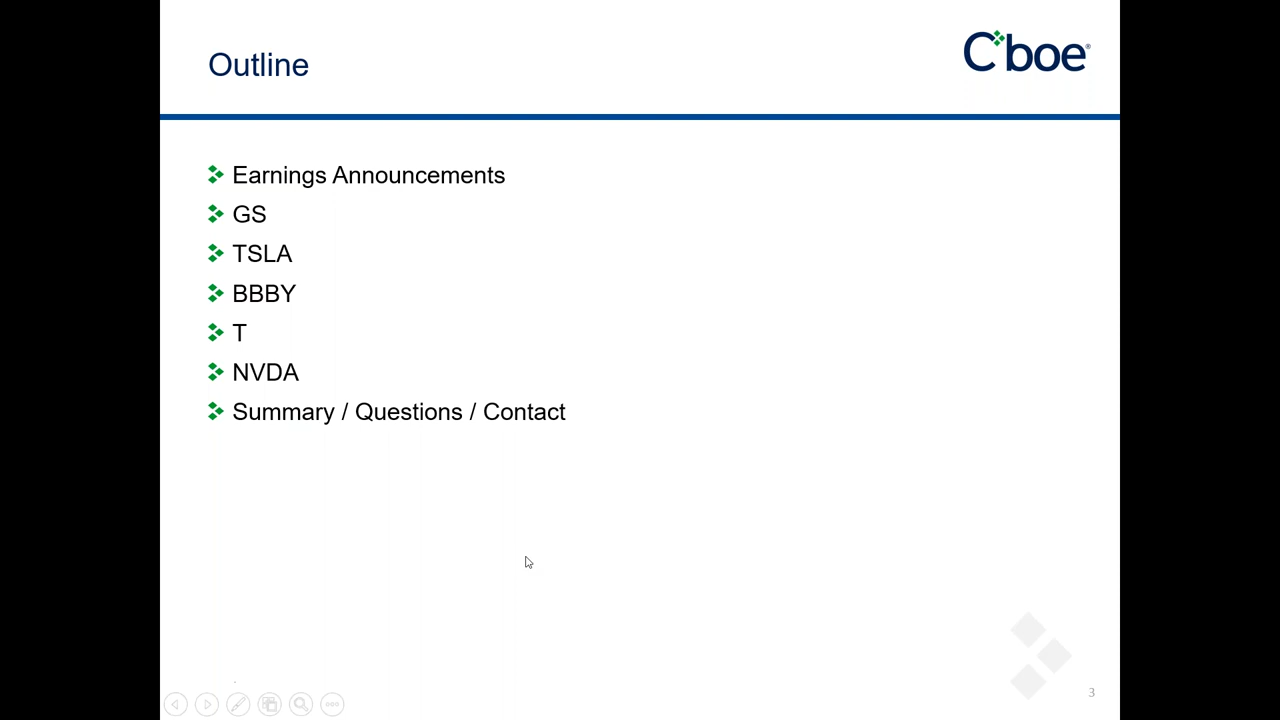 Outline
Cboe®
Earnings Announcements
GS
TSLA
BBBY
T
NVDA
Summary / Questions / Contact
3